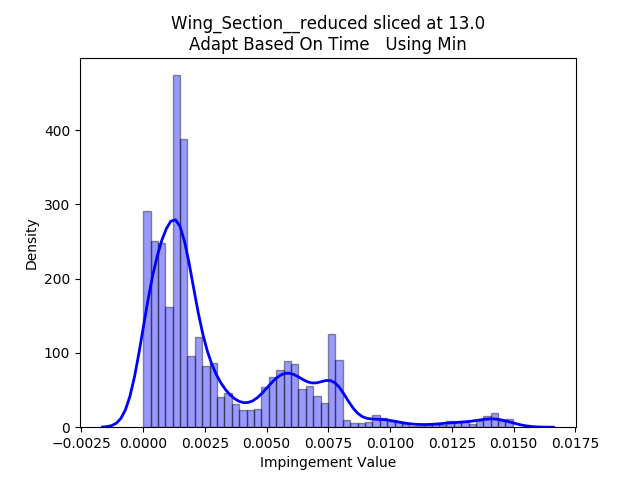 Wing_Section__reduced sliced at 13.0
Adapt Based On Time   Using Min
Density
400
300
200
100
0
−0.0025 0.0000 0.0025 0.0050 0.0075 0.0100 0.0125 0.0150 0.0175
Impingement Value